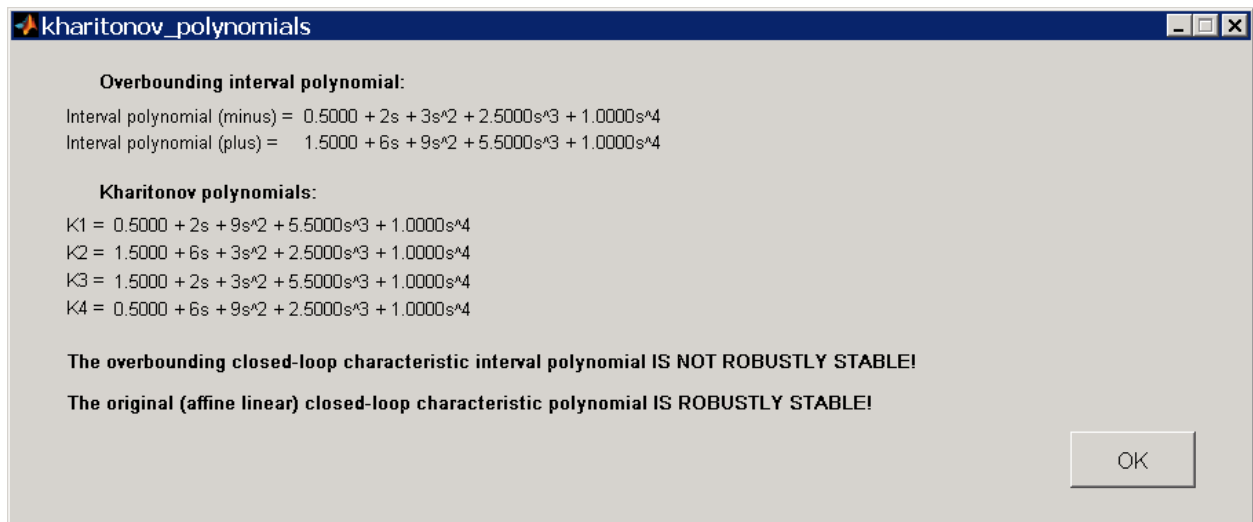 kharitonov_polynomials
Overbounding interval polynomial:
Interval polynomial (minus) = 0.5000 + 2s + 3s^2 + 2.5000s^3 + 1.0000s^4
Interval polynomial (plus) = 1.5000 + 6s + 9s^2 + 5.5000s^3 + 1.0000s^4
Kharitonov polynomials:
K1 = 0.5000 + 2s + 9s^2 + 5.5000s^3 + 1.0000s^4
K2 = 1.5000 + 6s + 3s^2 + 2.5000s^3 + 1.0000s^4
K3 = 1.5000 + 2s + 3s^2 + 5.5000s^3 + 1.0000s^4
K4 = 0.5000 + 6s + 9s^2 + 2.5000s^3 + 1.0000s^4
The overbounding closed-loop characteristic interval polynomial IS NOT ROBUSTLY STABLE!
The original (affine linear) closed-loop characteristic polynomial IS ROBUSTLY STABLE!
OK